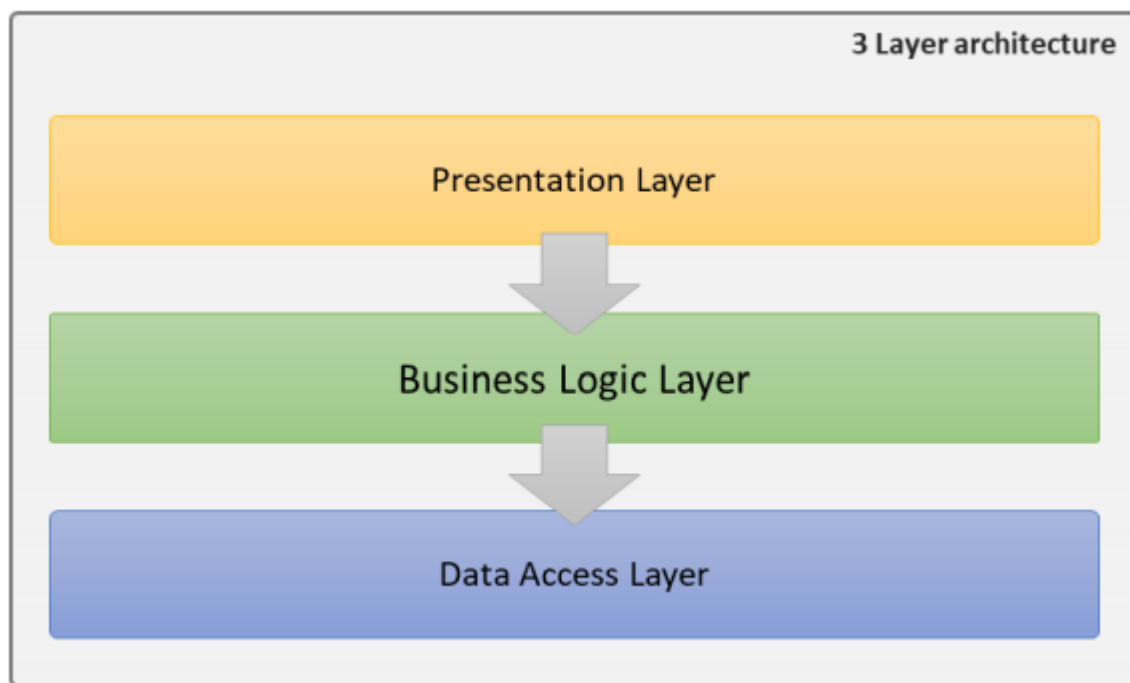 3 Layer architecture
Presentation Layer
Business Logic Layer
Data Access Layer